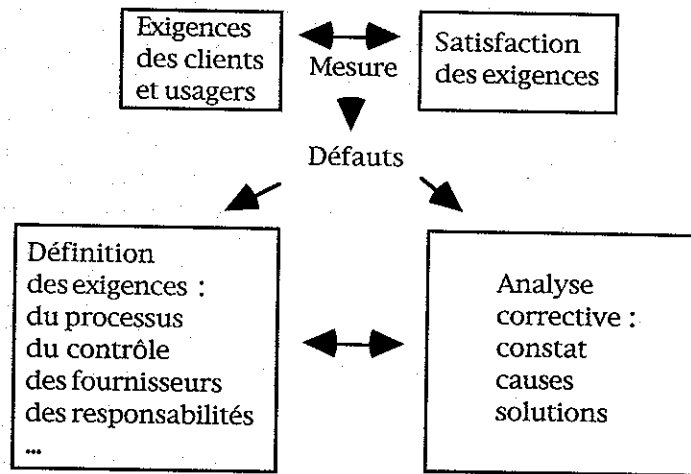 Exigences
des clients
et usagers
Mesure
Satisfaction
des exigences
Défauts
Définition
des exigences :
du processus
du contrôle
des fournisseurs
des responsabilités
...
Analyse
corrective :
constat
causes
solutions